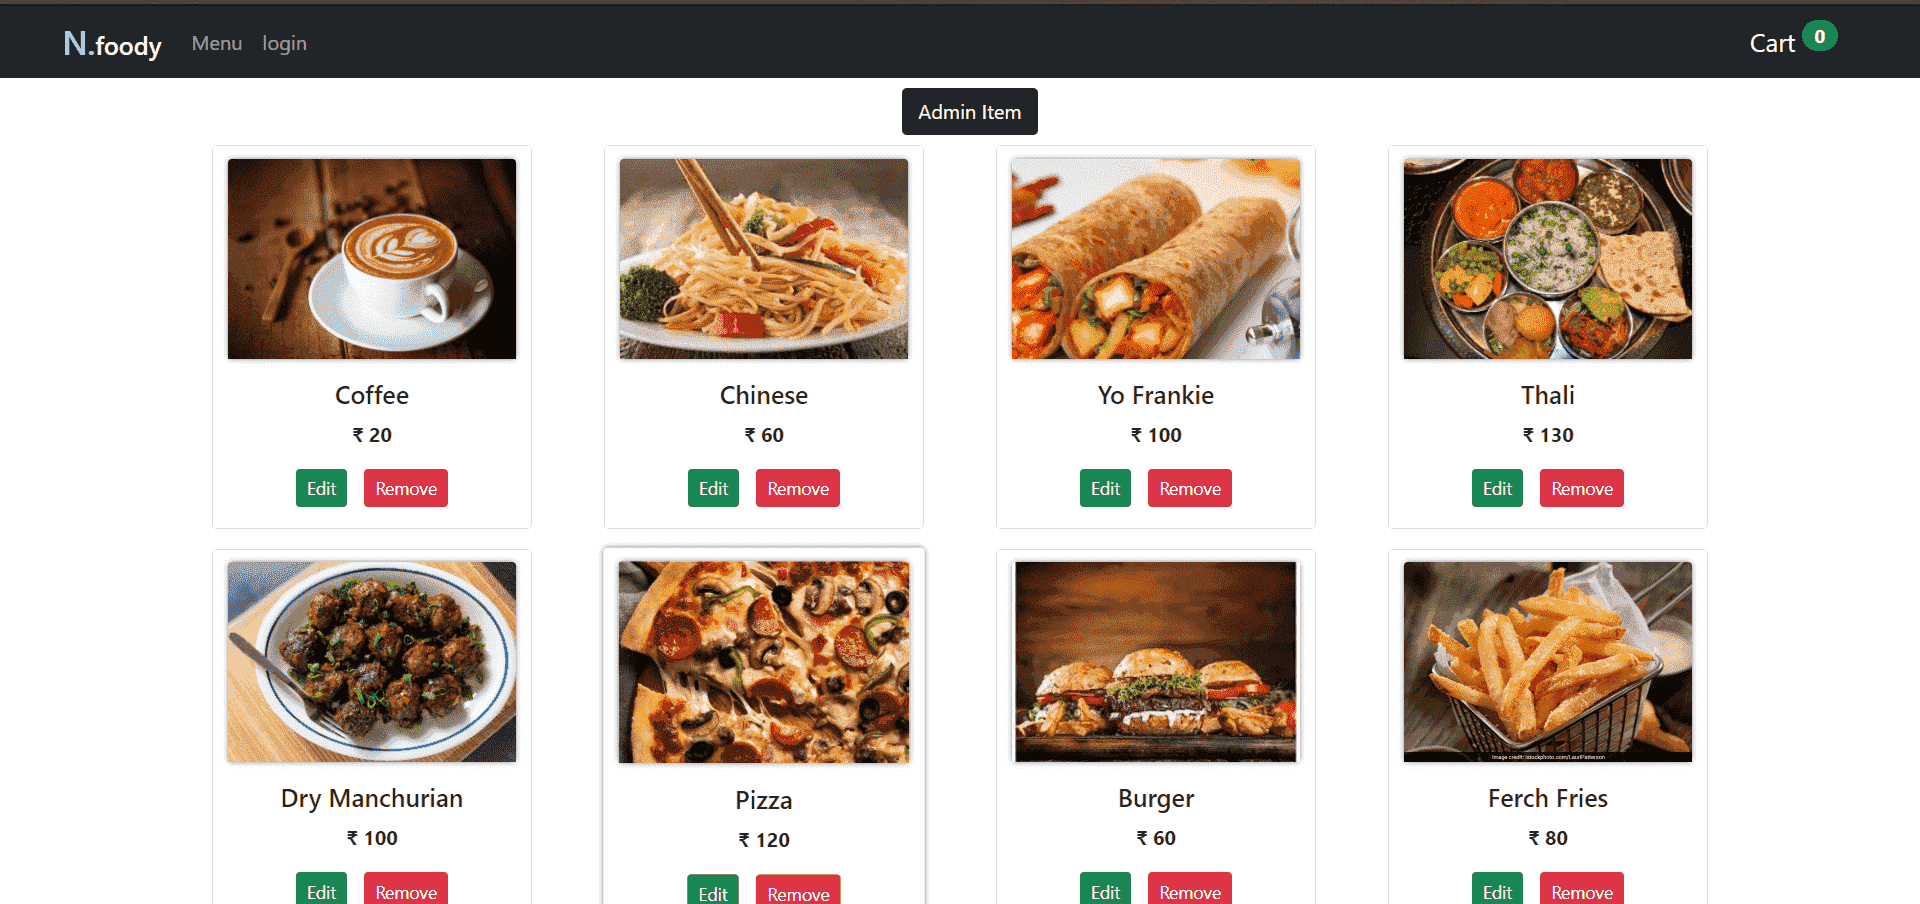 N.foody Menu login Cart 0
Admin Item
Coffee Chinese Yo Frankie Thali
₹ 20 ₹ 60 ₹ 100 ₹ 130
Edit Remove Edit Remove Edit Remove Edit Remove
Image credit: istockphoto.com/LauriPatterson
Dry Manchurian Pizza Burger Ferch Fries
₹ 100 ₹ 120 ₹ 60 ₹ 80
Edit Remove Edit Remove Edit Remove Edit Remove